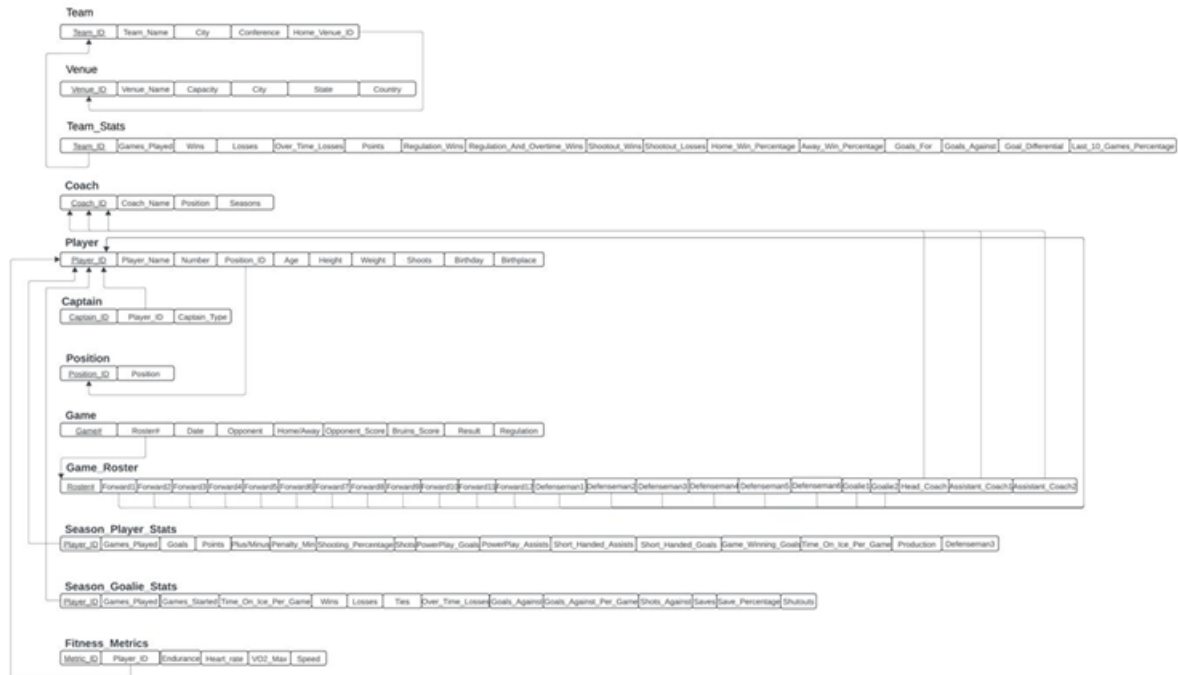 Team
Team_ID Team_Name City Conference Home_Venue_ID
Venue
Venue_ID Venue_Name Capacity City State Country
Team_Stats
Team_ID Games_Played Wins Losses Over_Time_Losses Points Regulation_Wins Regulation_And_Overtime_Wins Shootout_Wins Shootout_Losses Home_Win_Percentage Away_Win_Percentage Goals_For Goals_Against Goal_Differential Last_10_Games_Percentage
Coach
Coach_ID Coach_Name Position Seasons
Player
Player_ID Player_Name Number Position_ID Age Height Weight Shoots Birthday Birthplace
Captain
Captain_ID Player_ID Captain_Type
Position
Position_ID Position
Game
Game# Roster# Date Opponent Home/Away Opponent_Score Bruins_Score Result Regulation
Game_Roster
Roster# Forward1 Forward2 Forward3 Forward4 Forward5 Forward6 Forward7 Forward8 Forward9 Forward10 Forward11 Forward12 Defenseman1 Defenseman2 Defenseman3 Defenseman4 Defenseman5 Defenseman6 Goalie1 Goalie2 Head_Coach Assistant_Coach1 Assistant_Coach2
Season_Player_Stats
Player_ID Games_Played Goals Points Plus/Minus Penalty_Min Shooting_Percentage Shots PowerPlay_Goals PowerPlay_Assists Short_Handed_Assists Short_Handed_Goals Game_Winning_Goals Time_On_Ice_Per_Game Production Defenseman3
Season_Goalie_Stats
Player_ID Games_Played Games_Started Time_On_Ice_Per_Game Wins Losses Ties Over_Time_Losses Goals_Against Goals_Against_Per_Game Shots_Against Saves Save_Percentage Shutouts
Fitness_Metrics
Metric_ID Player_ID Endurance Heart_rate VO2_Max Speed